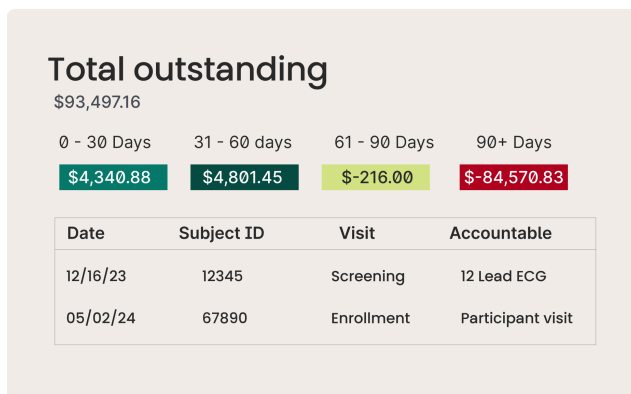 Total outstanding
$93,497.16
0 - 30 Days 31 - 60 days 61 - 90 Days 90+ Days
$4,340.88 $4,801.45 $-216.00 $-84,570.83
Date Subject ID Visit Accountable
12/16/23 12345 Screening 12 Lead ECG
05/02/24 67890 Enrollment Participant visit